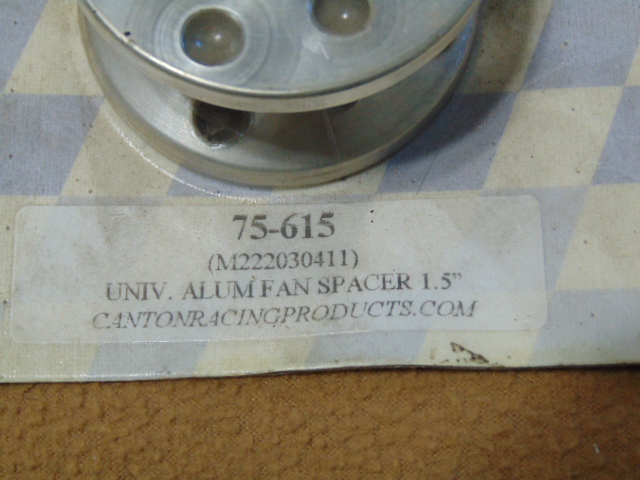 75-615
(M222030411)
UNIV. ALUM FAN SPACER 1.5"
CANTONRACINGPRODUCTS.COM